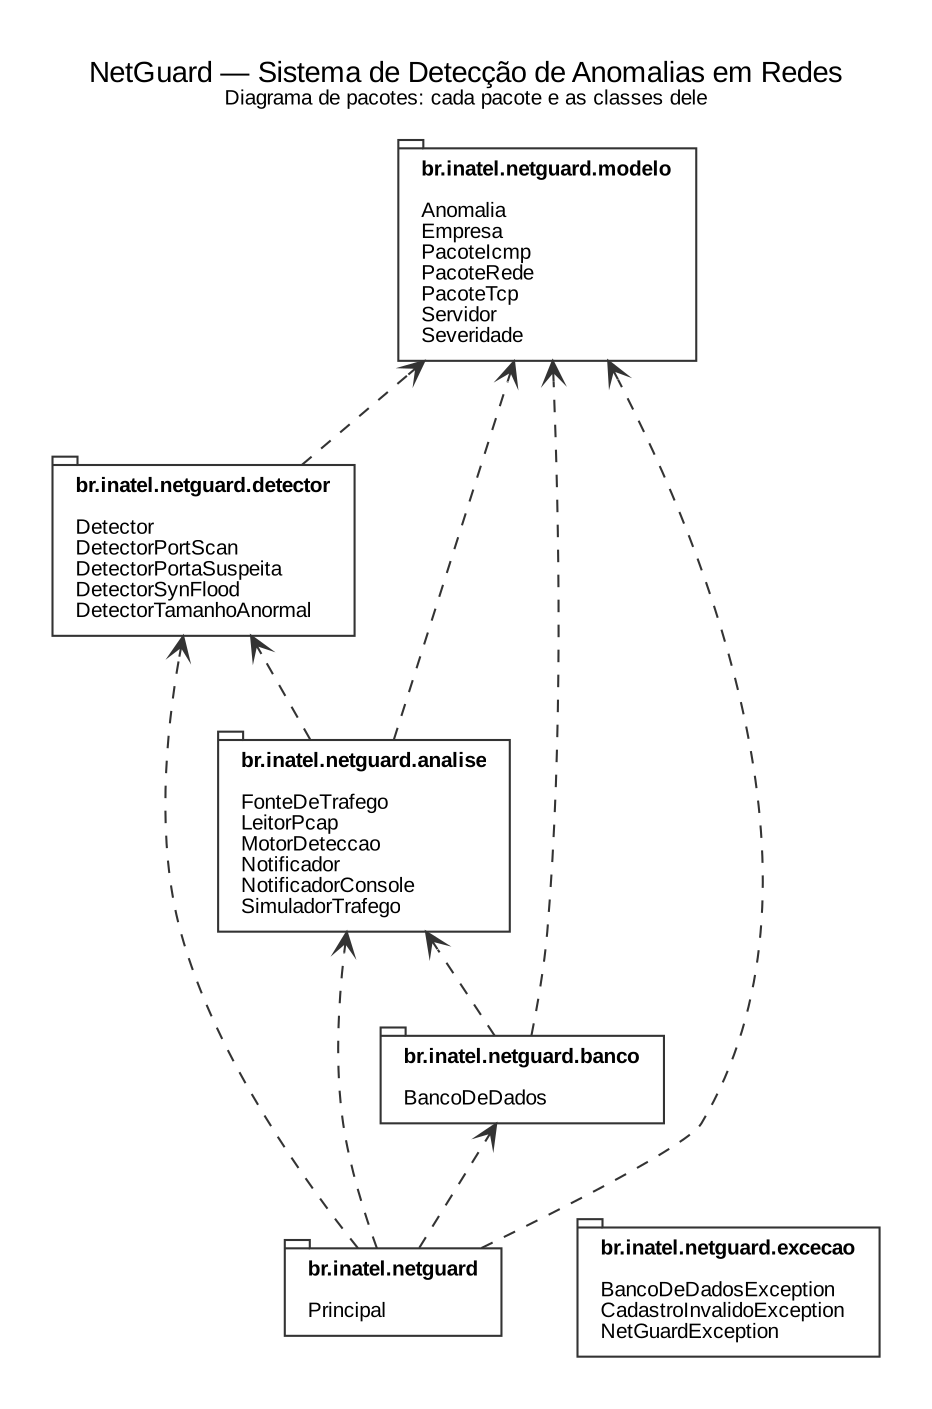 NetGuard — Sistema de Detecção de Anomalias em Redes
Diagrama de pacotes: cada pacote e as classes dele
br.inatel.netguard.modelo
Anomalia
Empresa
PacoteIcmp
PacoteRede
PacoteTcp
Servidor
Severidade
br.inatel.netguard.detector
Detector
DetectorPortScan
DetectorPortaSuspeita
DetectorSynFlood
DetectorTamanhoAnormal
br.inatel.netguard.analise
FonteDeTrafego
LeitorPcap
MotorDeteccao
Notificador
NotificadorConsole
SimuladorTrafego
br.inatel.netguard.banco
BancoDeDados
br.inatel.netguard
Principal
br.inatel.netguard.excecao
BancoDeDadosException
CadastroInvalidoException
NetGuardException